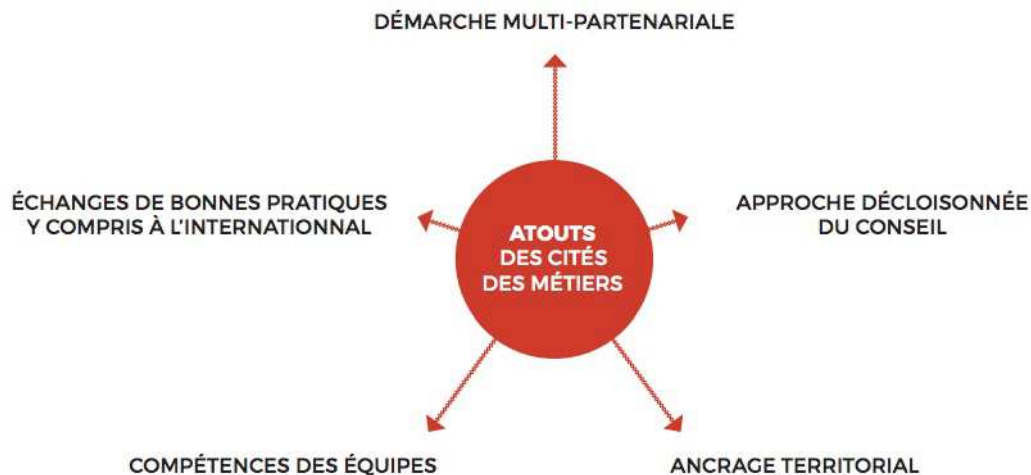 DÉMARCHE MULTI-PARTENARIALE
ÉCHANGES DE BONNES PRATIQUES
Y COMPRIS À L'INTERNATIONNAL
ATOUTS
DES CITÉS
DES MÉTIERS
APPROCHE DÉCLOISONNÉE
DU CONSEIL
COMPÉTENCES DES ÉQUIPES
ANCRAGE TERRITORIAL